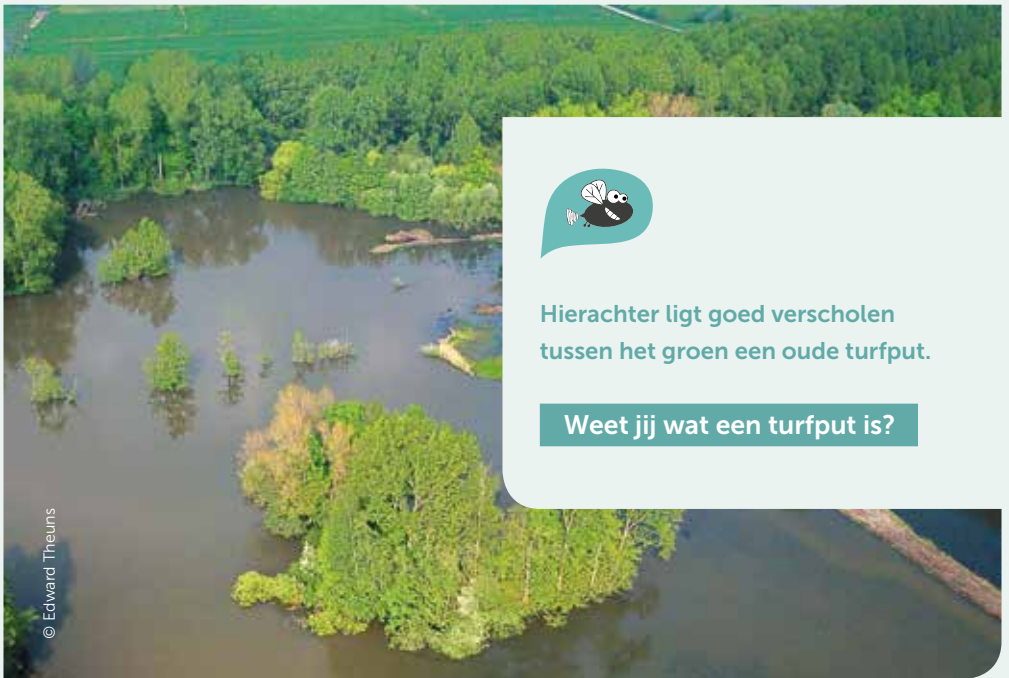 Hierachter ligt goed verscholen
tussen het groen een oude turfput.
Weet jij wat een turfput is?
© Edward Theuns